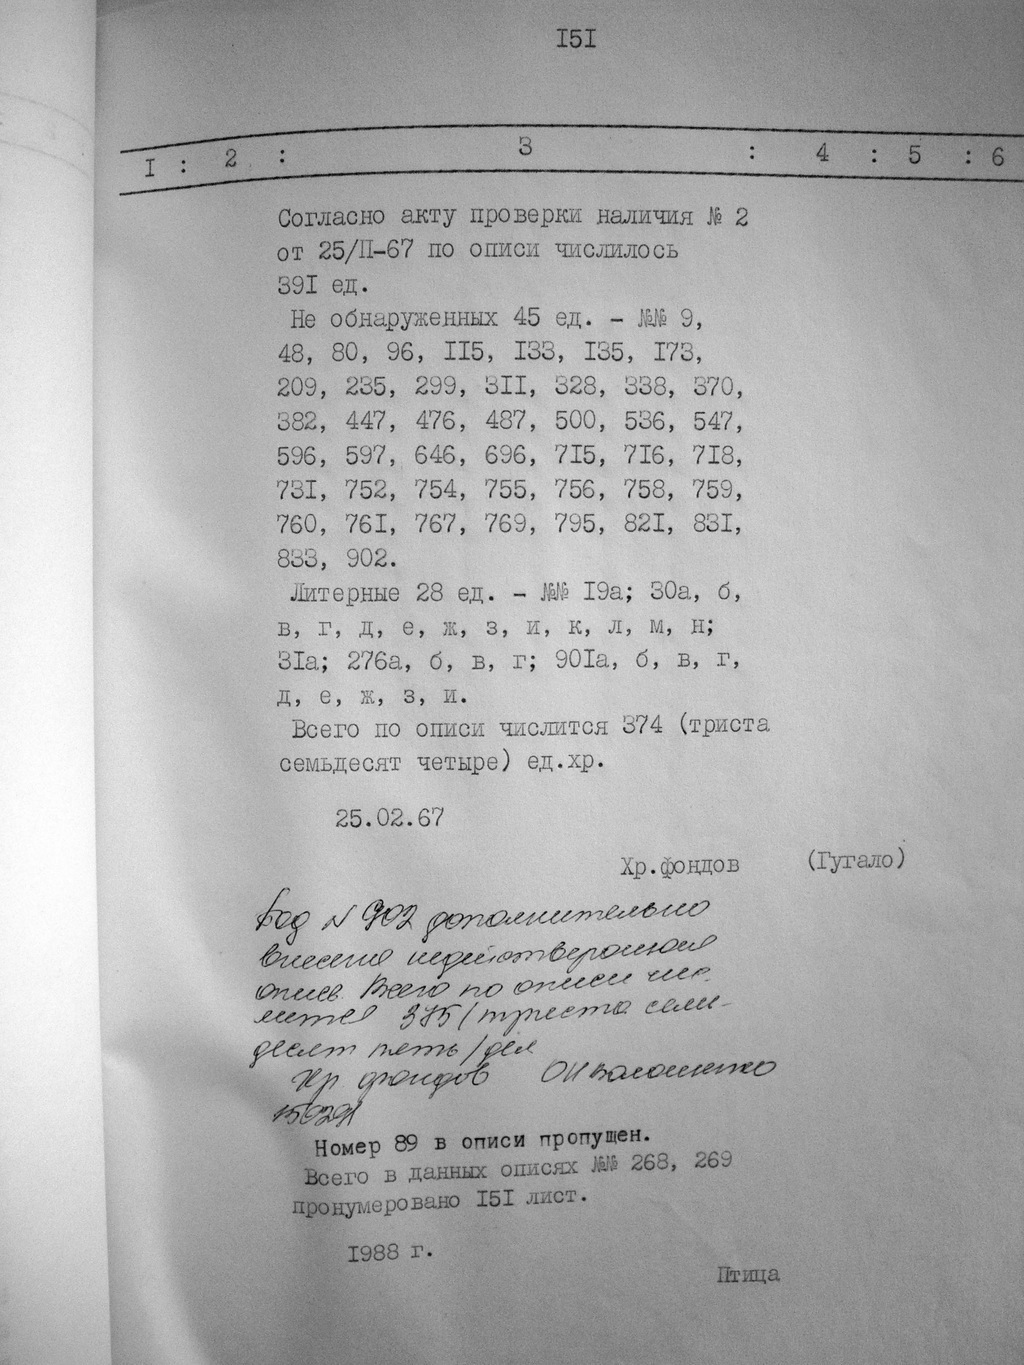 I5I
I : 2 : 3 : 4 : 5 : 6
Согласно акту проверки наличия № 2
от 25/П-67 по описи числилось
39I ед.
Не обнаруженных 45 ед. - №№ 9,
48, 80, 96, II5, I33, I35, I73,
209, 235, 299, 3II, 328, 338, 370,
382, 447, 476, 487, 500, 536, 547,
596, 597, 646, 696, 7I5, 7I6, 7I8,
73I, 752, 754, 755, 756, 758, 759,
760, 76I, 767, 769, 795, 82I, 83I,
833, 902.
Литерные 28 ед. - №№ I9а; 30а, б,
в, г, д, е, ж, з, и, к, л, м, н;
3Iа; 276а, б, в, г; 90Iа, б, в, г,
д, е, ж, з, и.
Всего по описи числится 374 (триста
семьдесят четыре) ед.хр.
25.02.67
Хр.фондов (Гугало)
Под N 902 дополнительно
внесена
опись. Всего по описи чис-
лится 375 /триста семи-
десят пять/ дел
Хр фондов
Номер 89 в описи пропущен.
Всего в данных описях №№ 268, 269
пронумеровано I5I лист.
I988 г.
Птица